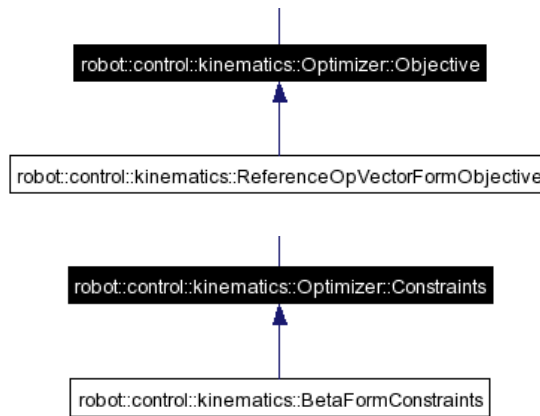 robot::control::kinematics::Optimizer::Objective
robot::control::kinematics::ReferenceOpVectorFormObjective
robot::control::kinematics::Optimizer::Constraints
robot::control::kinematics::BetaFormConstraints